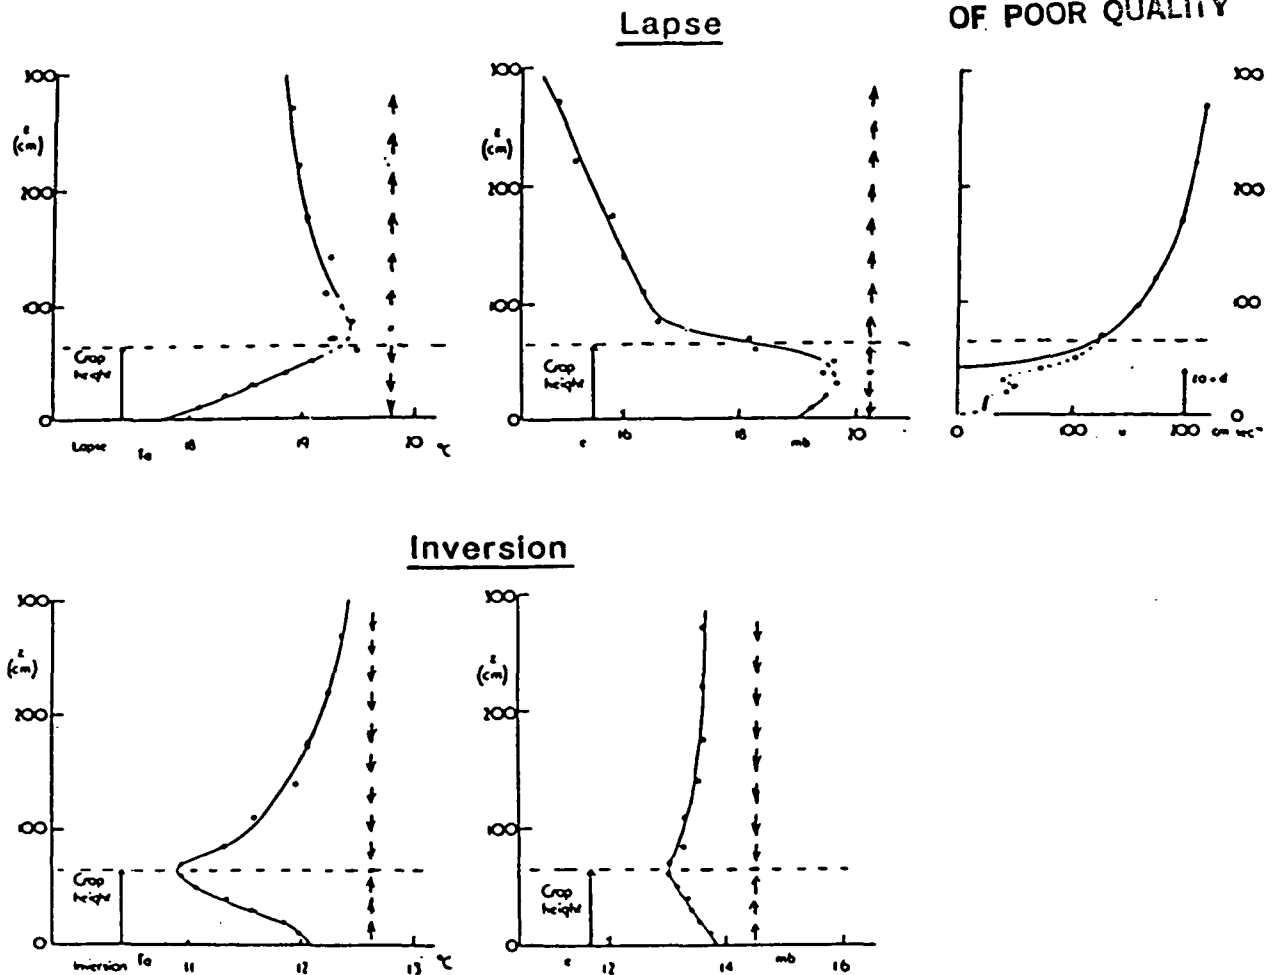 OF POOR QUALITY
Lapse
300
200
100
0
z
(cm)
Crop
height
Lapse
18
19
20
°C
300
200
100
0
z
(cm)
Crop
height
e
16
18
mb
20
300
200
100
0
z0+d
0
100
u
200
cm sec⁻¹
Inversion
300
200
100
0
z
(cm)
Crop
height
Inversion
11
12
13
°C
300
200
100
0
z
(cm)
Crop
height
e
12
14
mb
16